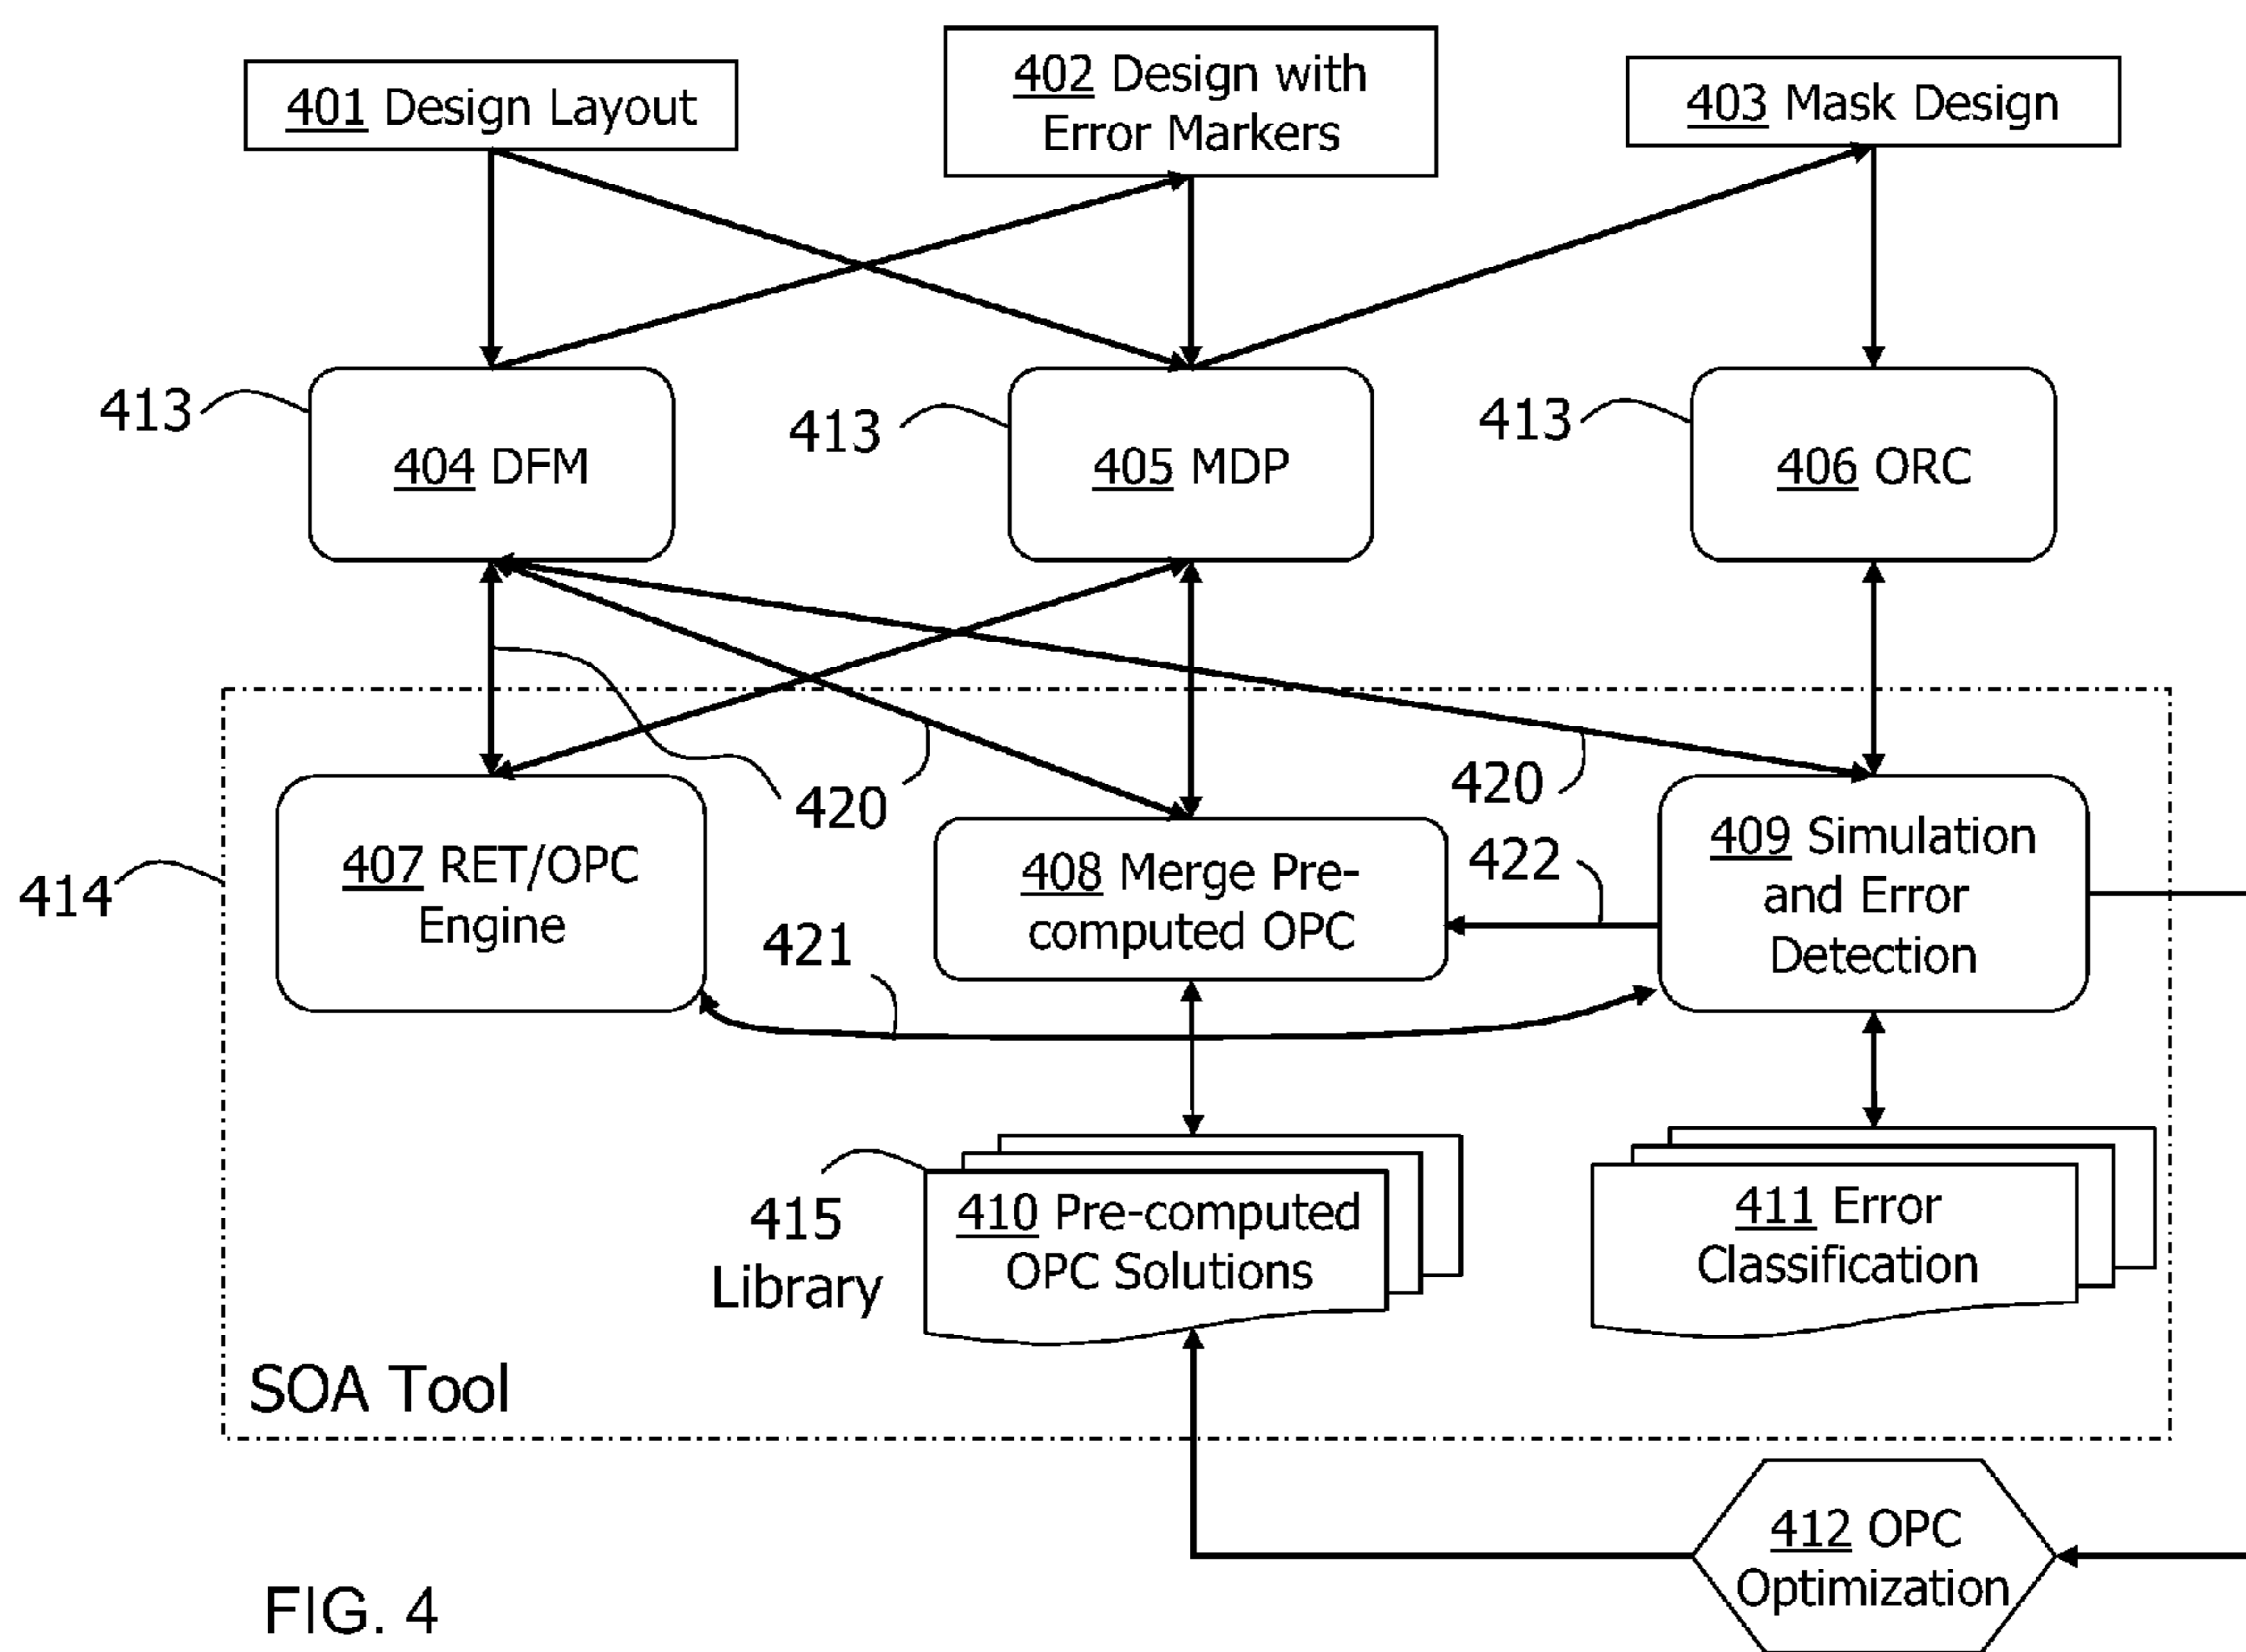 401 Design Layout
402 Design with
Error Markers
403 Mask Design
413
404 DFM
413
405 MDP
413
406 ORC
420
420
414
407 RET/OPC
Engine
408 Merge Pre-
computed OPC
422
409 Simulation
and Error
Detection
421
415
Library
410 Pre-computed
OPC Solutions
411 Error
Classification
SOA Tool
412 OPC
Optimization
FIG. 4